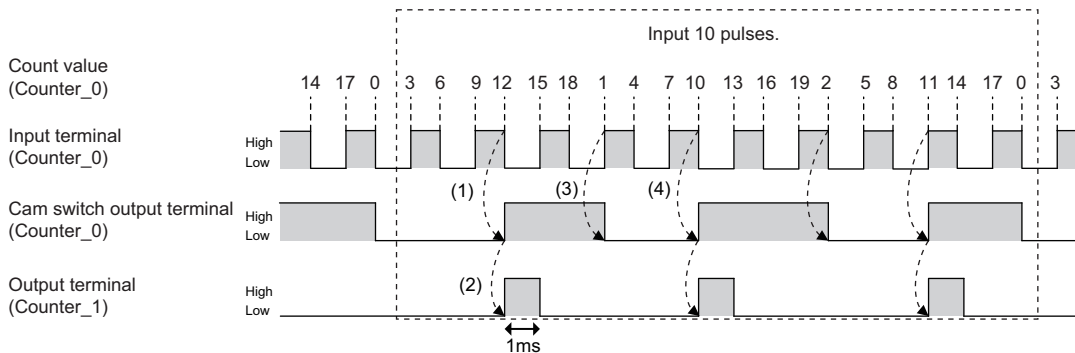 Input 10 pulses.
Count value
(Counter_0)
14 17 0 3 6 9 12 15 18 1 4 7 10 13 16 19 2 5 8 11 14 17 0 3
Input terminal
(Counter_0)
High
Low
(1)
(3)
(4)
Cam switch output terminal
(Counter_0)
High
Low
(2)
Output terminal
(Counter_1)
High
Low
1ms